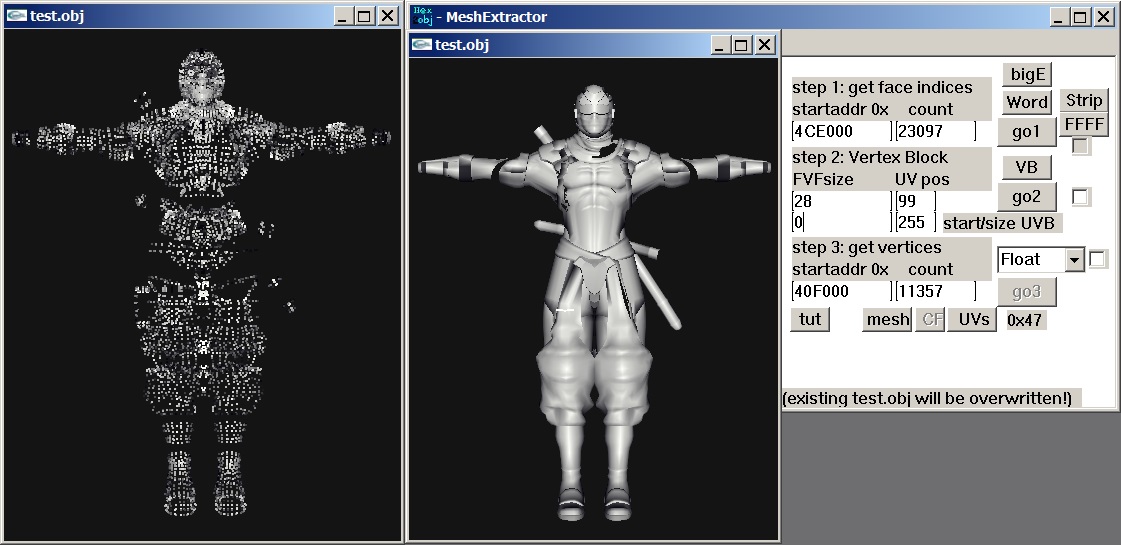 test.obj
Hex obj - MeshExtractor
test.obj
bigE
step 1: get face indices
startaddr 0x count
Word
Strip
4CE000 23097
go1
FFFF
step 2: Vertex Block
FVFsize UV pos
VB
28 99
go2
0 255 start/size UVB
step 3: get vertices
startaddr 0x count
Float
40F000 11357
go3
tut mesh CF UVs 0x47
(existing test.obj will be overwritten!)